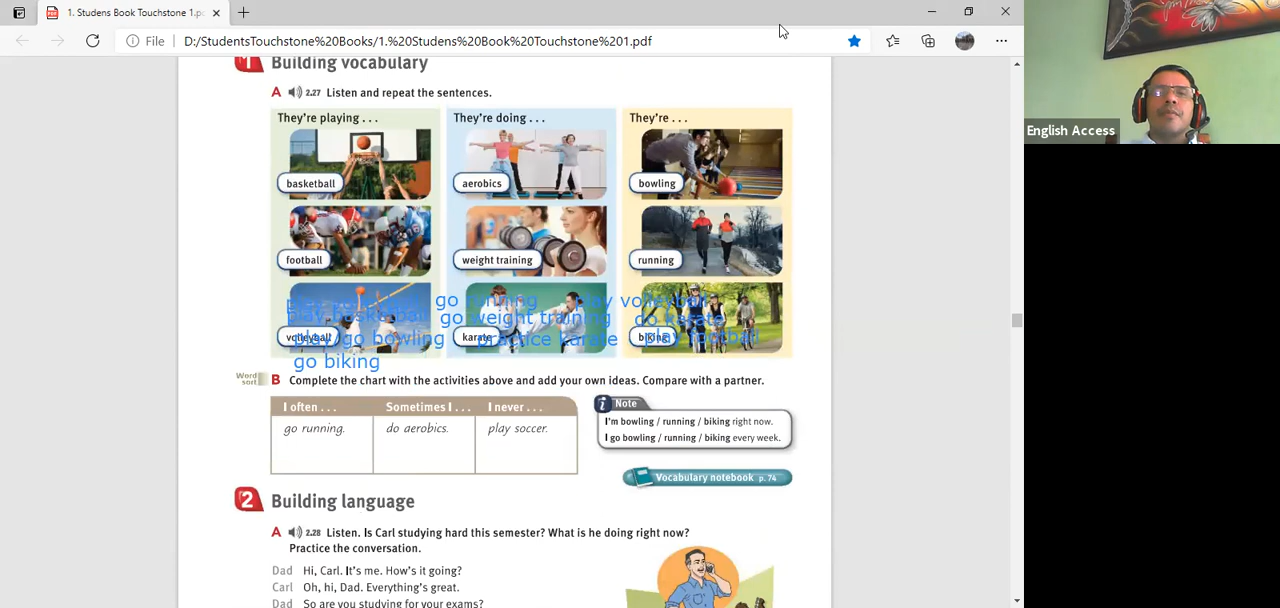 1. Studens Book Touchstone 1.p
File
D:/StudentsTouchstone%20Books/1.%20Studens%20Book%20Touchstone%201.pdf
English Access
1 Building vocabulary
A 2.27 Listen and repeat the sentences.
They're playing . . .
They're doing . . .
They're . . .
basketball
aerobics
bowling
football
weight training
running
volleyball
karate
biking
go running
play volleyball
play basketball
go weight training
do karate
play
go bowling
practice karate
play football
go biking
Word sort
B Complete the chart with the activities above and add your own ideas. Compare with a partner.
I often . . .
Sometimes I . . .
I never . . .
go running.
do aerobics.
play soccer.
i Note
I'm bowling / running / biking right now.
I go bowling / running / biking every week.
Vocabulary notebook p. 74
2 Building language
A 2.28 Listen. Is Carl studying hard this semester? What is he doing right now?
Practice the conversation.
Dad Hi, Carl. It's me. How's it going?
Carl Oh, hi, Dad. Everything's great.
Dad So are you studying for your exams?